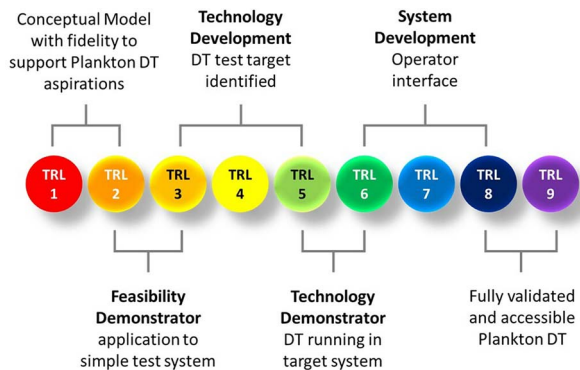 Conceptual Model
with fidelity to
support Plankton DT
aspirations
Technology
Development
DT test target
identified
System
Development
Operator
interface
TRL
1
TRL
2
TRL
3
TRL
4
TRL
5
TRL
6
TRL
7
TRL
8
TRL
9
Feasibility
Demonstrator
application to
simple test system
Technology
Demonstrator
DT running in
target system
Fully validated
and accessible
Plankton DT